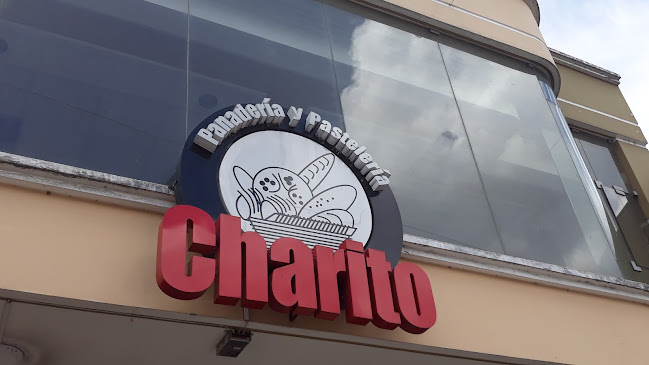 Panadería y Pastelería
Charito